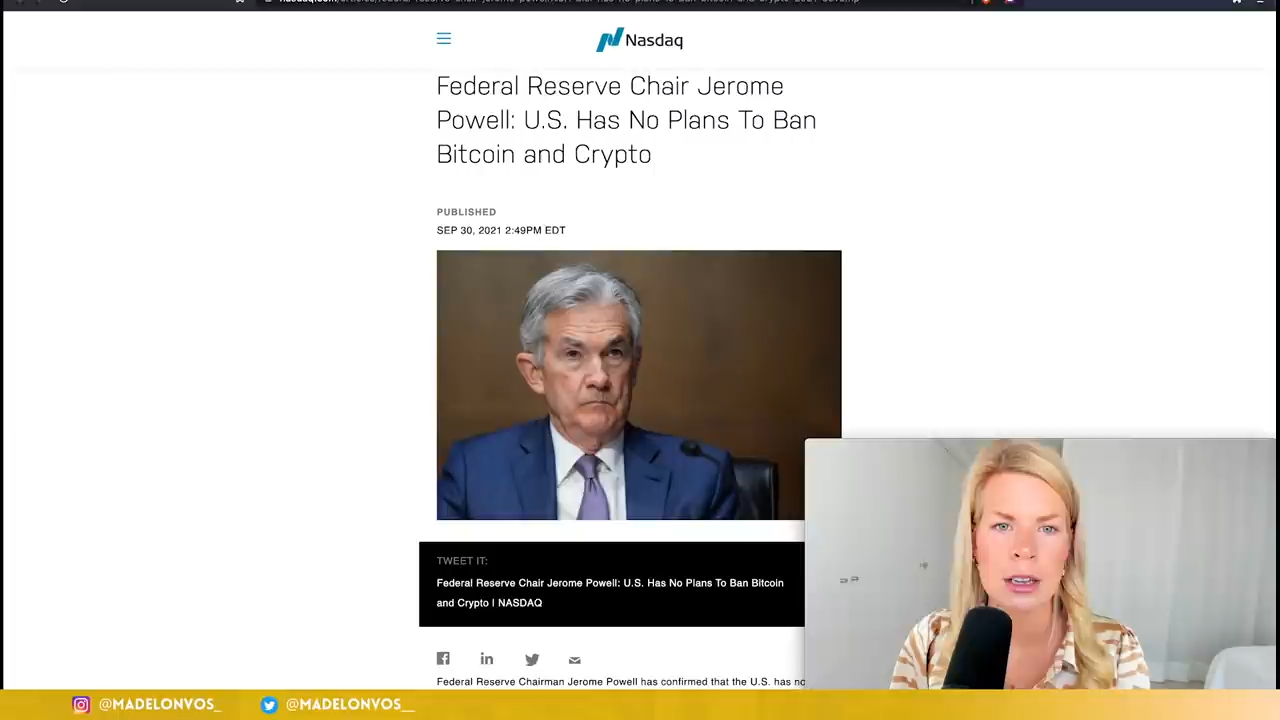 Nasdaq
Federal Reserve Chair Jerome
Powell: U.S. Has No Plans To Ban
Bitcoin and Crypto
PUBLISHED
SEP 30, 2021 2:49PM EDT
TWEET IT:
Federal Reserve Chair Jerome Powell: U.S. Has No Plans To Ban Bitcoin
and Crypto | NASDAQ
Federal Reserve Chairman Jerome Powell has confirmed that the U.S. has no
@MADELONVOS_
@MADELONVOS__